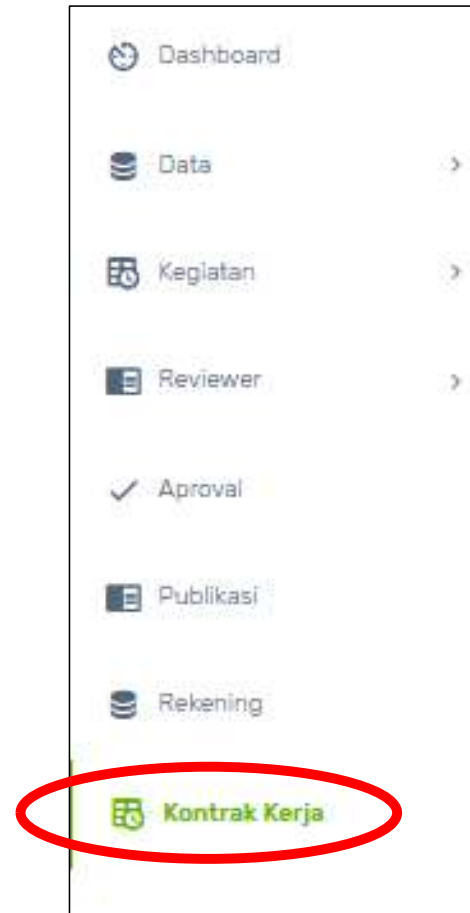 Dashboard
Data
Kegiatan
Reviewer
Aproval
Publikasi
Rekening
Kontrak Kerja